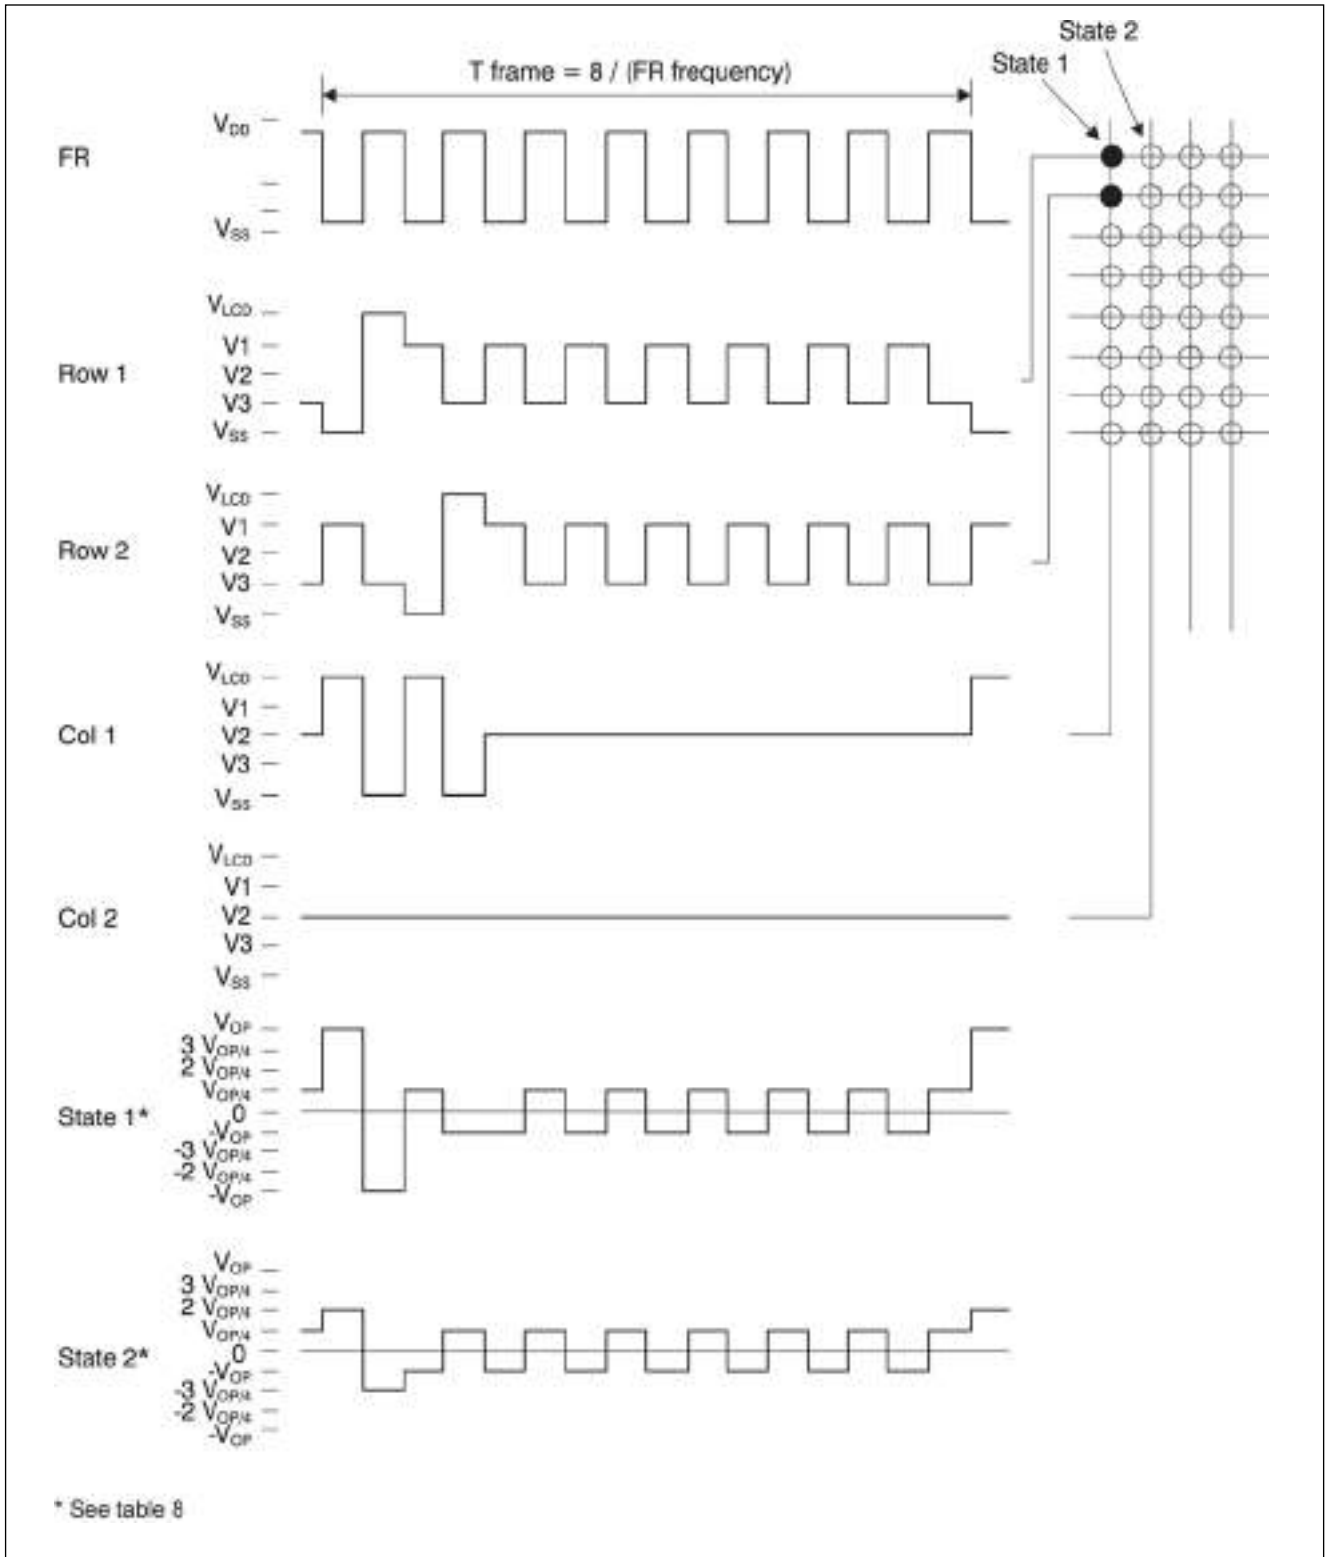 State 2
State 1
T frame = 8 / (FR frequency)
FR
VDD
VSS
Row 1
VLCD
V1
V2
V3
VSS
Row 2
VLCD
V1
V2
V3
VSS
Col 1
VLCD
V1
V2
V3
VSS
Col 2
VLCD
V1
V2
V3
VSS
State 1*
VOP
3 VOP/4
2 VOP/4
VOP/4
0
-VOP
-3 VOP/4
-2 VOP/4
-VOP
State 2*
VOP
3 VOP/4
2 VOP/4
VOP/4
0
-VOP
-3 VOP/4
-2 VOP/4
-VOP
* See table 8